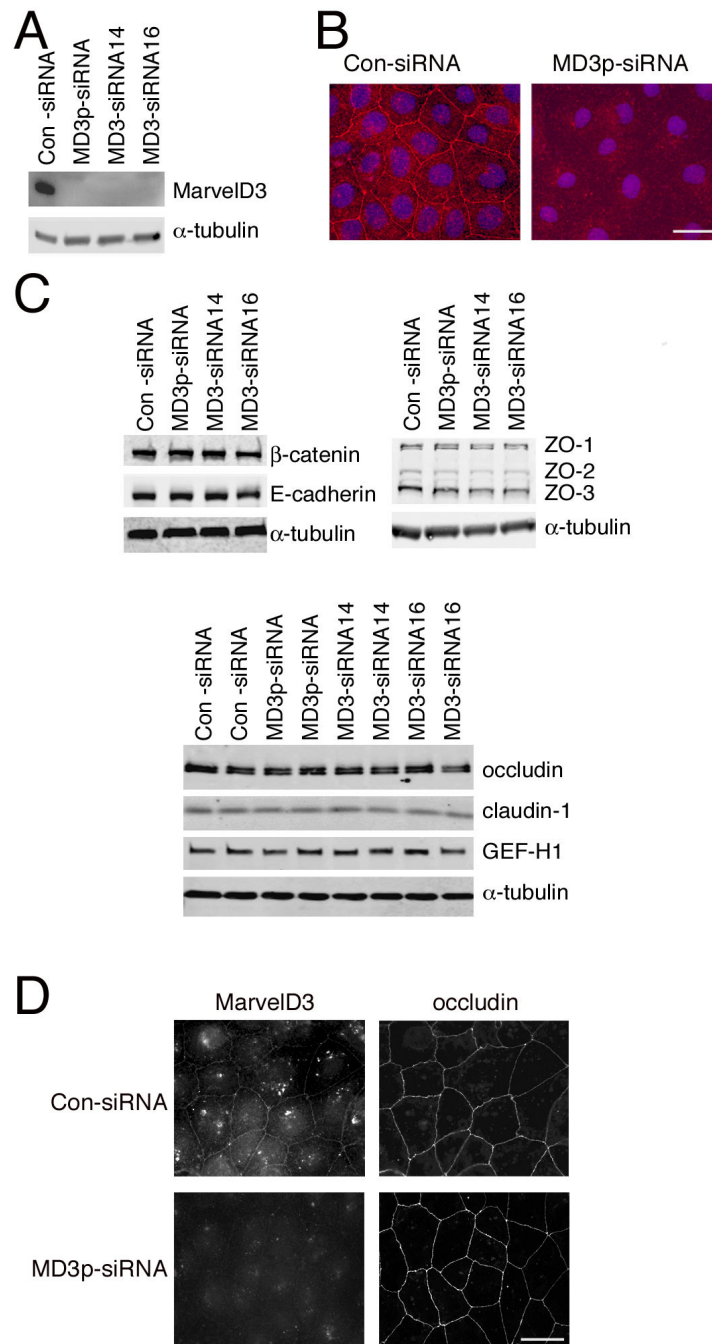 A
Con -siRNA
MD3p-siRNA
MD3-siRNA14
MD3-siRNA16
MarvelD3
α-tubulin
B
Con-siRNA
MD3p-siRNA
C
Con -siRNA
MD3p-siRNA
MD3-siRNA14
MD3-siRNA16
β-catenin
E-cadherin
α-tubulin
Con -siRNA
MD3p-siRNA
MD3-siRNA14
MD3-siRNA16
ZO-1
ZO-2
ZO-3
α-tubulin
Con -siRNA
Con -siRNA
MD3p-siRNA
MD3p-siRNA
MD3-siRNA14
MD3-siRNA14
MD3-siRNA16
MD3-siRNA16
occludin
claudin-1
GEF-H1
α-tubulin
D
MarvelD3
occludin
Con-siRNA
MD3p-siRNA